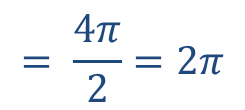 = 4π/2 = 2π